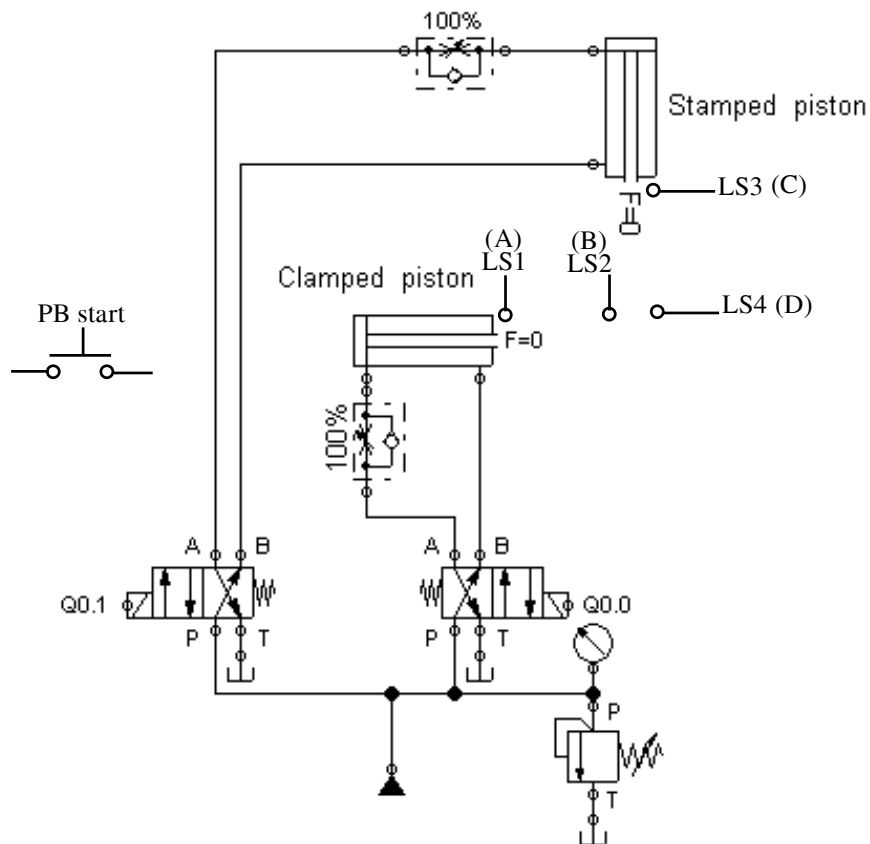 100%
Stamped piston
LS3 (C)
F=0
(A)
LS1
(B)
LS2
Clamped piston
LS4 (D)
PB start
F=0
100%
A B
A B
Q0.1
Q0.0
P T
P T
P
T